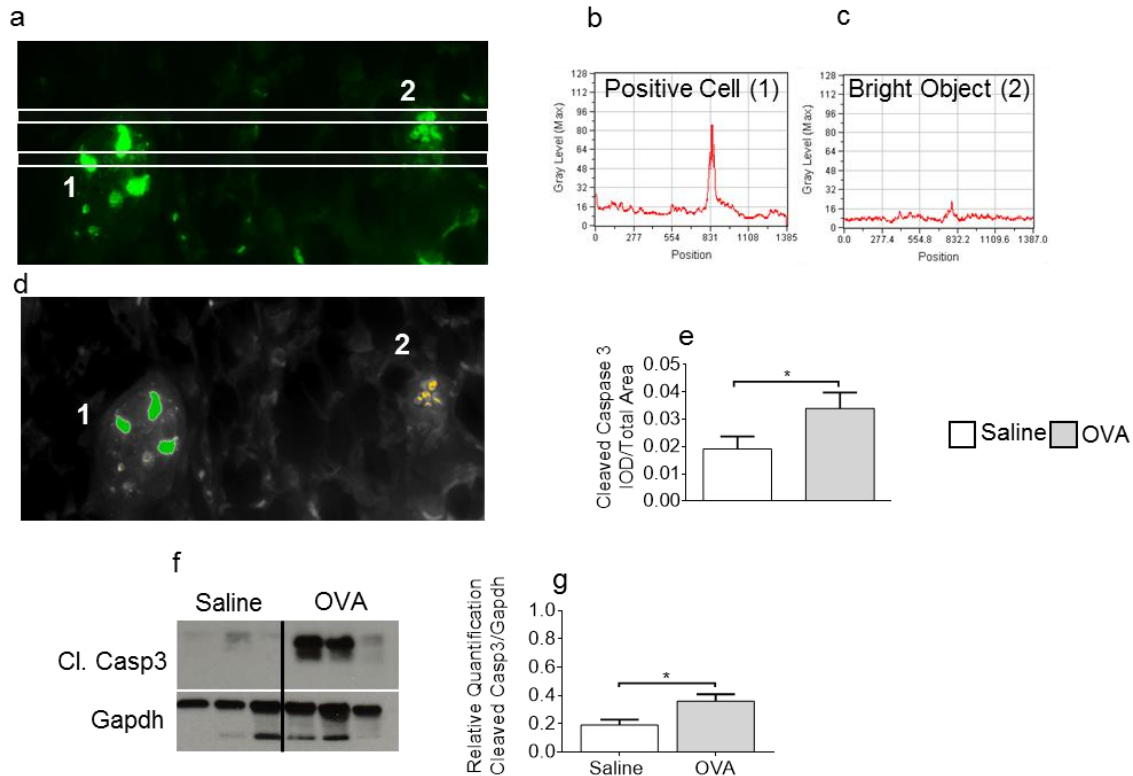 a
2
1
b
Positive Cell (1)
128
112
96
80
64
48
32
16
0
Gray Level (Max)
0
277
554
831
1108
1385
Position
c
Bright Object (2)
128
112
96
80
64
48
32
16
0
Gray Level (Max)
0.0
277.4
554.8
832.2
1109.6
1387.0
Position
d
2
1
e
Cleaved Caspase 3
IOD/Total Area
0.05
0.04
0.03
0.02
0.01
0.00
*
Saline
OVA
f
Saline
OVA
Cl. Casp3
Gapdh
g
Relative Quantification
Cleaved Casp3/Gapdh
1.0
0.8
0.6
0.4
0.2
0.0
*
Saline
OVA